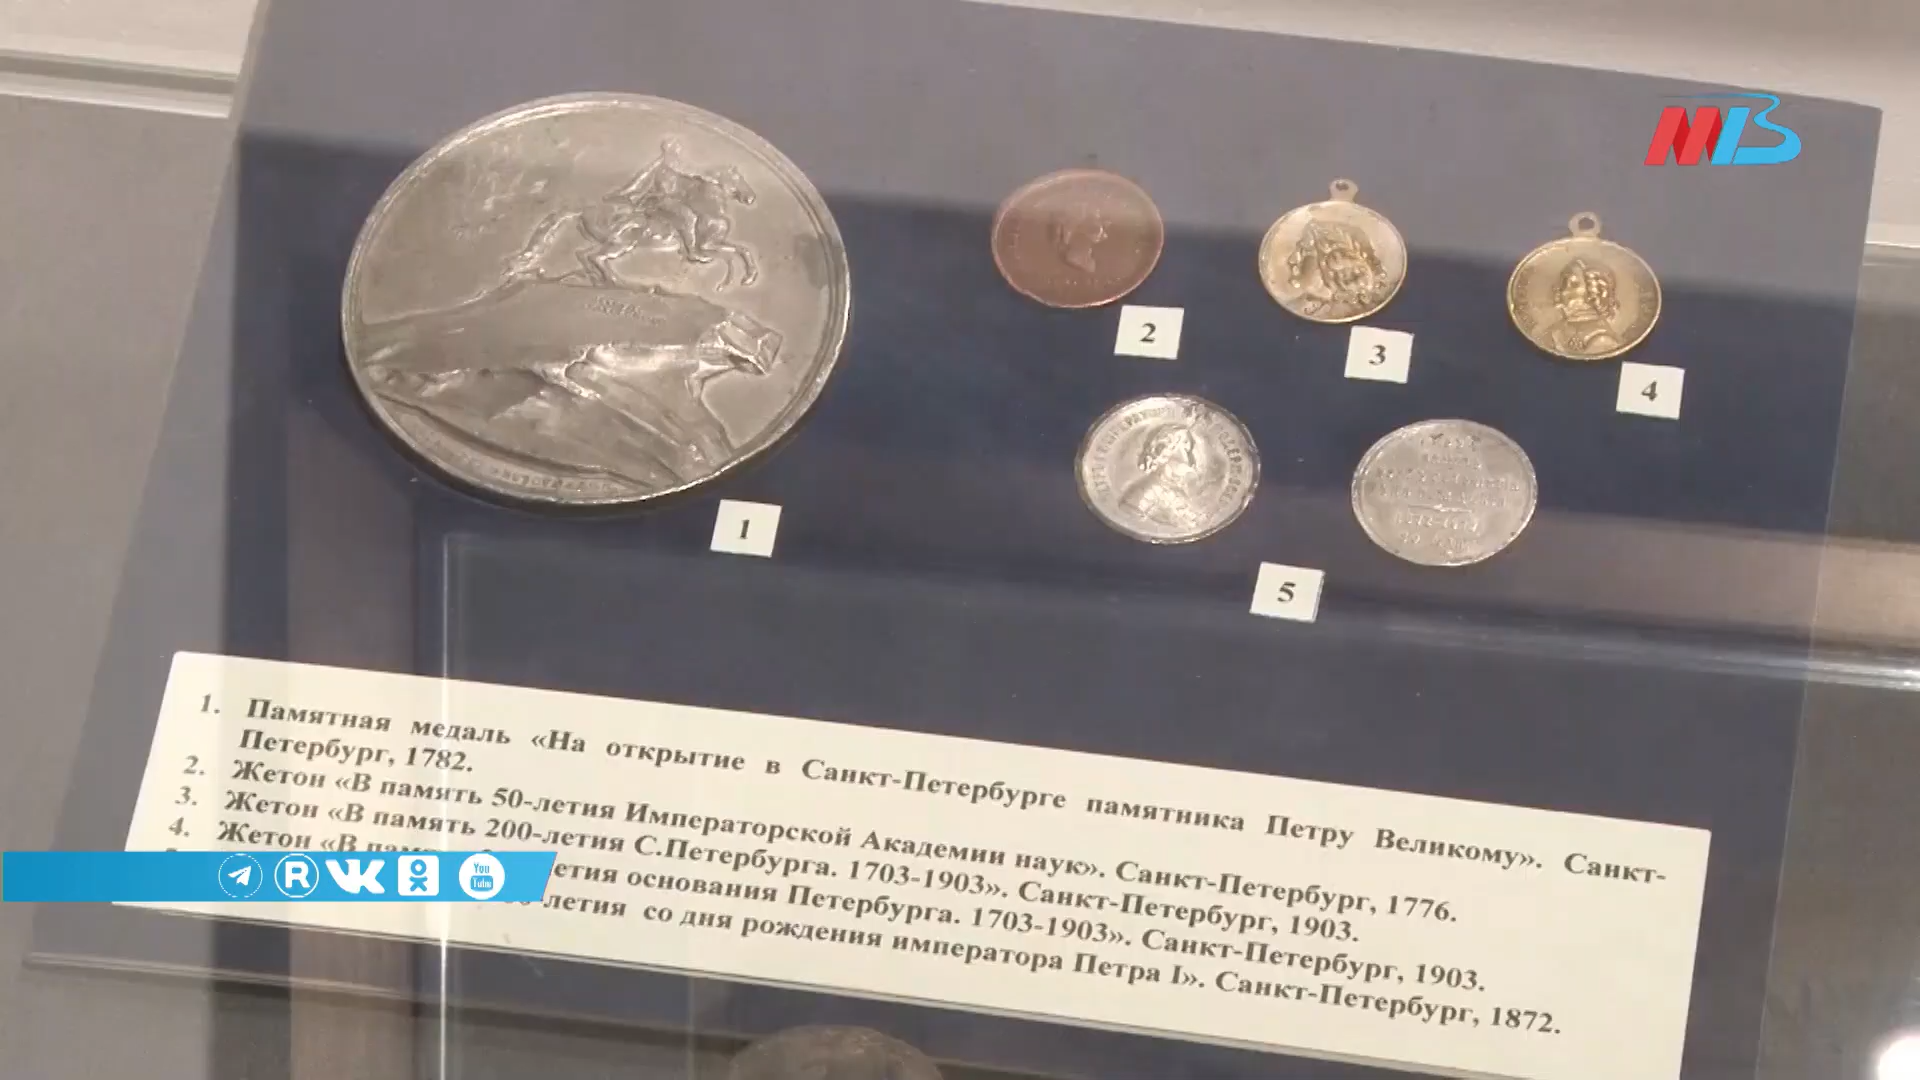 МВ
2
3
4
1
5
1. Памятная медаль «На открытие в Санкт-Петербурге памятника Петру Великому». Санкт-
Петербург, 1782.
2. Жетон «В память 50-летия Императорской Академии наук». Санкт-Петербург, 1776.
3. Жетон «В память 200-летия С.Петербурга. 1703-1903». Санкт-Петербург, 1903.
4. Жетон «В основания Петербурга. 1703-1903». Санкт-Петербург, 1903.
-летия со дня рождения императора Петра I». Санкт-Петербург, 1872.
You Tube